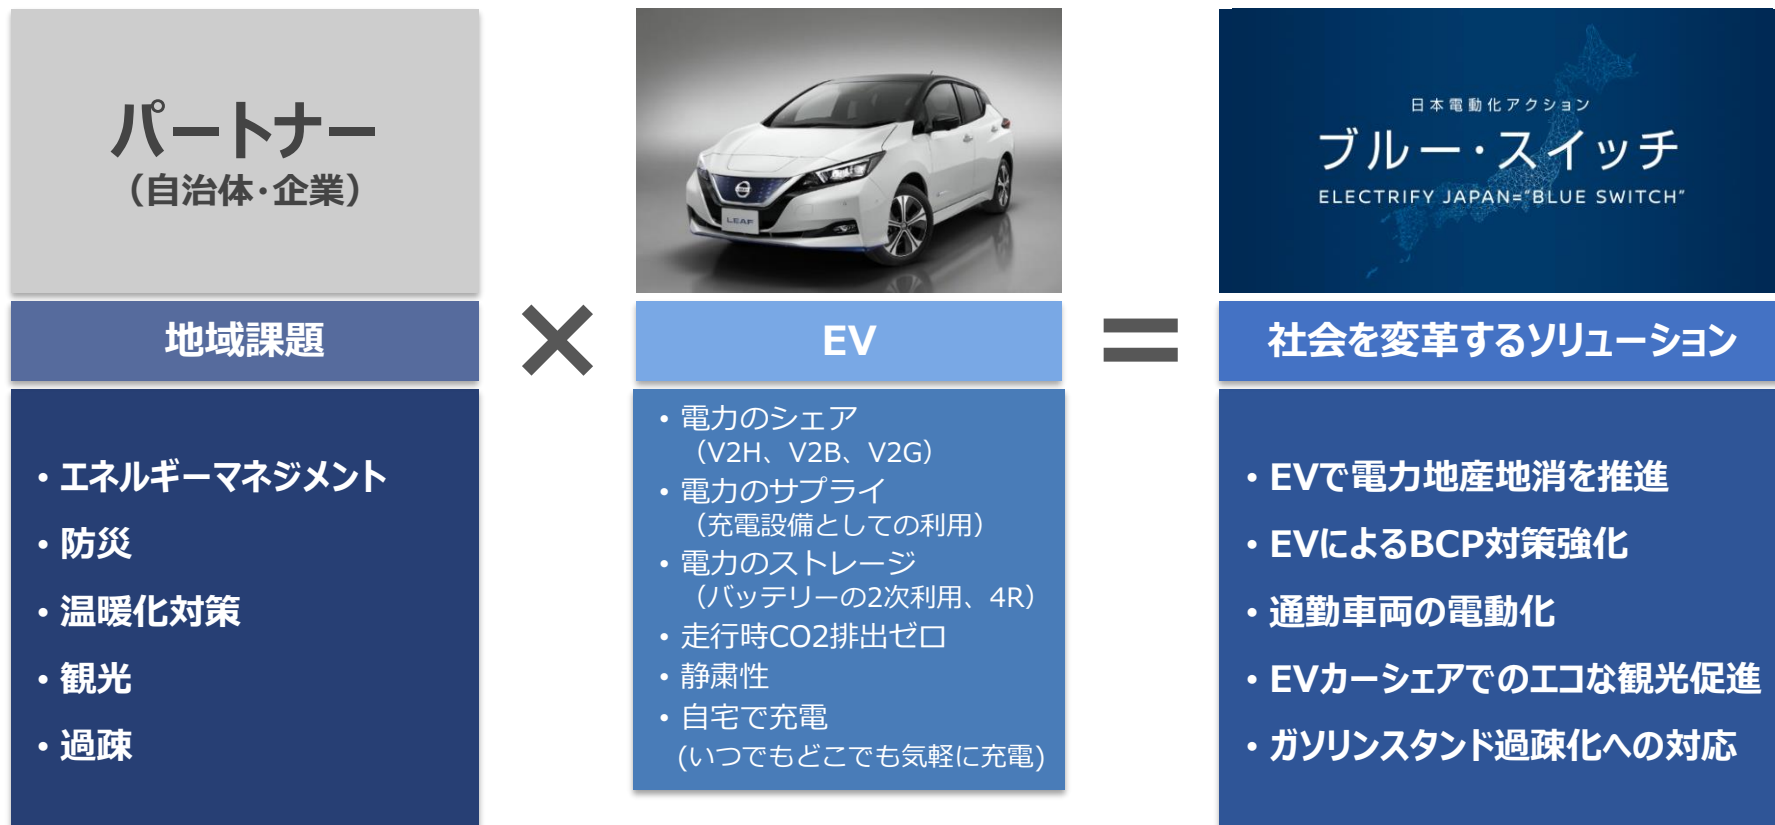 パートナー
（自治体･企業）
地域課題
・エネルギーマネジメント
・防災
・温暖化対策
・観光
・過疎
×
LEAF
EV
・電力のシェア
（V2H、V2B、V2G）
・電力のサプライ
（充電設備としての利用）
・電力のストレージ
（バッテリーの2次利用、4R）
・走行時CO2排出ゼロ
・静粛性
・自宅で充電
(いつでもどこでも気軽に充電)
=
日本電動化アクション
ブルー・スイッチ
ELECTRIFY JAPAN="BLUE SWITCH"
社会を変革するソリューション
・EVで電力地産地消を推進
・EVによるBCP対策強化
・通勤車両の電動化
・EVカーシェアでのエコな観光促進
・ガソリンスタンド過疎化への対応